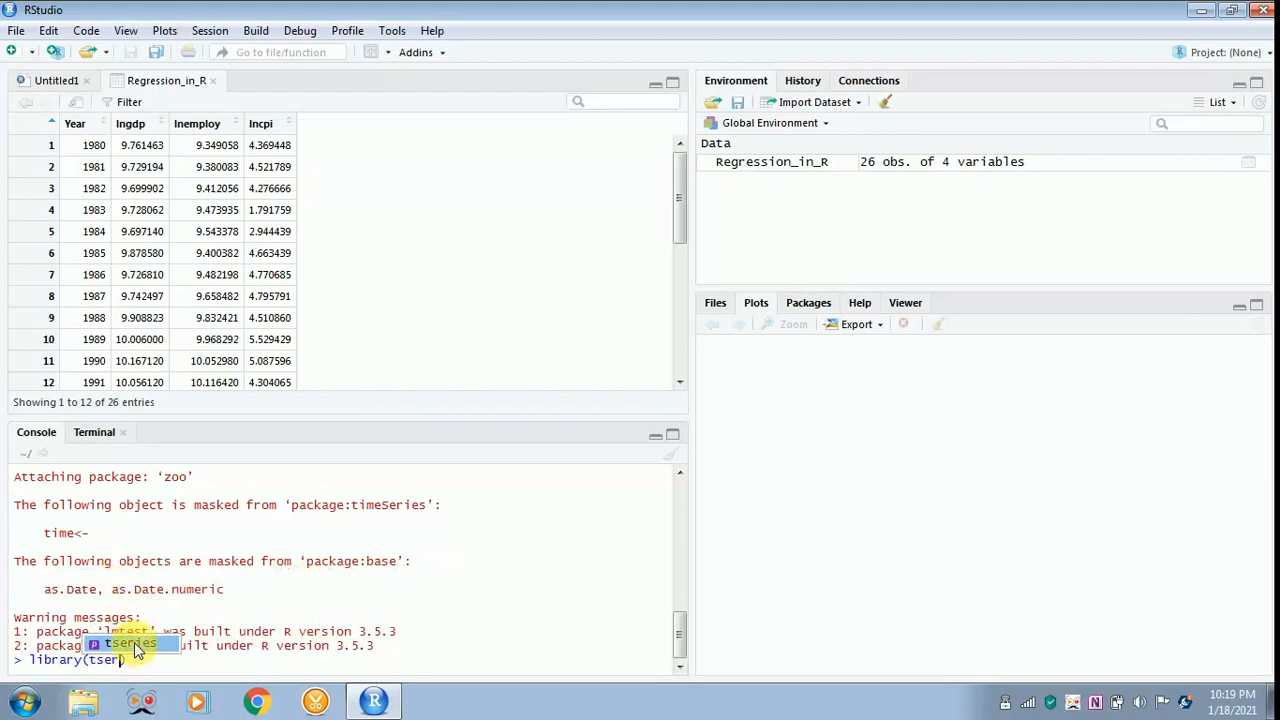 RStudio
File Edit Code View Plots Session Build Debug Profile Tools Help
Go to file/function Addins Project: (None)
Untitled1 Regression_in_R
Filter
Year lngdp lnemploy lncpi
1 1980 9.761463 9.349058 4.369448
2 1981 9.729194 9.380083 4.521789
3 1982 9.699902 9.412056 4.276666
4 1983 9.728062 9.473935 1.791759
5 1984 9.697140 9.543378 2.944439
6 1985 9.878580 9.400382 4.663439
7 1986 9.726810 9.482198 4.770685
8 1987 9.742497 9.658482 4.795791
9 1988 9.908823 9.832421 4.510860
10 1989 10.006000 9.968292 5.529429
11 1990 10.167120 10.052980 5.087596
12 1991 10.056120 10.116420 4.304065
Showing 1 to 12 of 26 entries
Console Terminal
~/
Attaching package: ‘zoo’
The following object is masked from ‘package:timeSeries’:
time<-
The following objects are masked from ‘package:base’:
as.Date, as.Date.numeric
Warning messages:
1: package ‘lmtest’ was built under R version 3.5.3
2: packag built under R version 3.5.3
tseries
> library(tser)
Environment History Connections
Import Dataset List
Global Environment
Data
Regression_in_R 26 obs. of 4 variables
Files Plots Packages Help Viewer
Zoom Export
10:19 PM
1/18/2021